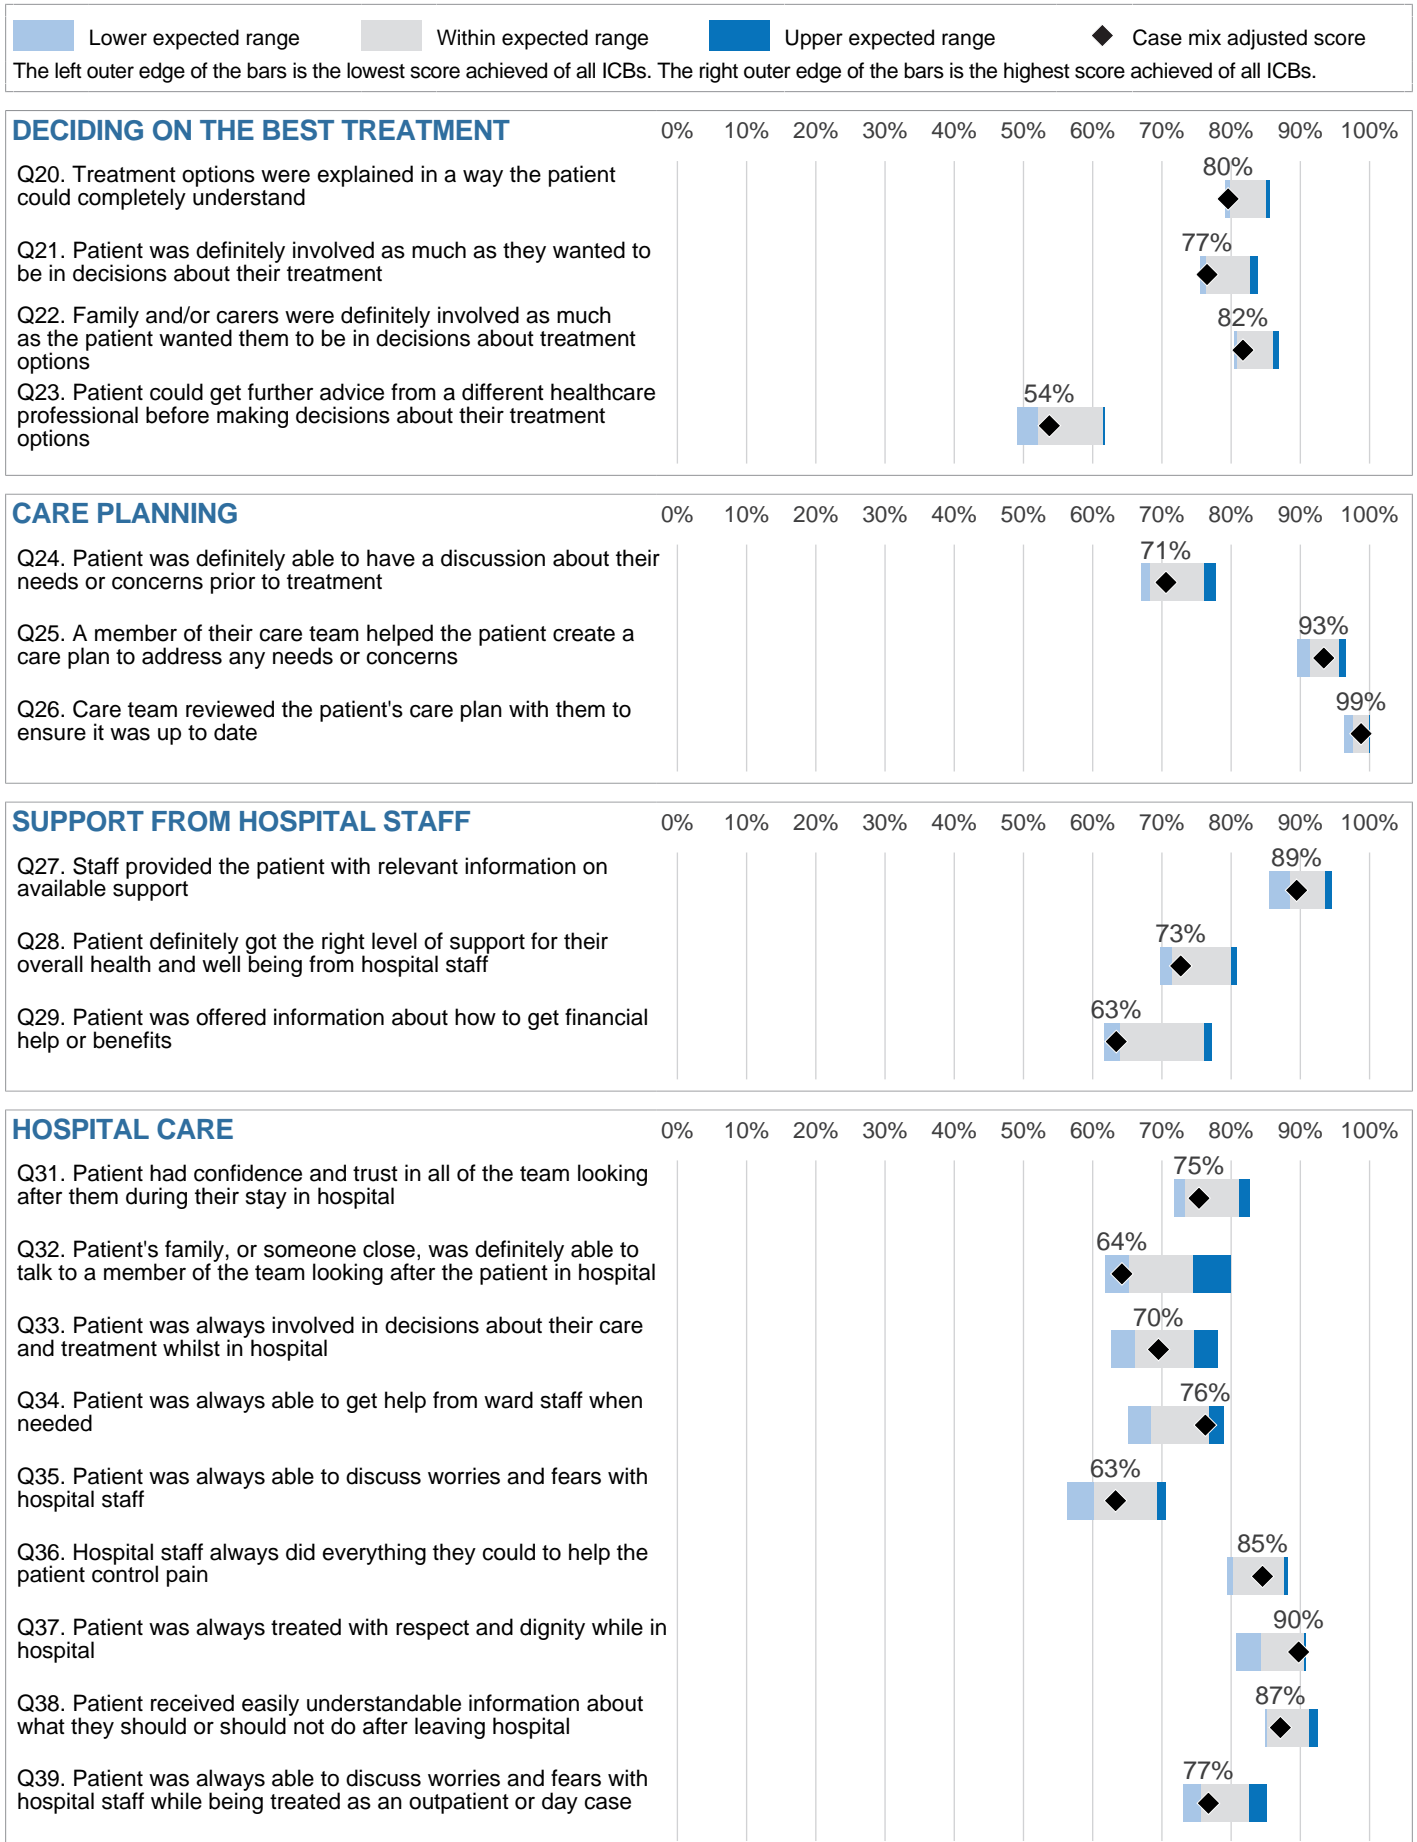 Lower expected range Within expected range Upper expected range Case mix adjusted score
The left outer edge of the bars is the lowest score achieved of all ICBs. The right outer edge of the bars is the highest score achieved of all ICBs.
DECIDING ON THE BEST TREATMENT 0% 10% 20% 30% 40% 50% 60% 70% 80% 90% 100%
80%
Q20. Treatment options were explained in a way the patient
could completely understand
77%
Q21. Patient was definitely involved as much as they wanted to
be in decisions about their treatment
82%
Q22. Family and/or carers were definitely involved as much
as the patient wanted them to be in decisions about treatment
options
54%
Q23. Patient could get further advice from a different healthcare
professional before making decisions about their treatment
options
CARE PLANNING 0% 10% 20% 30% 40% 50% 60% 70% 80% 90% 100%
71%
Q24. Patient was definitely able to have a discussion about their
needs or concerns prior to treatment
93%
Q25. A member of their care team helped the patient create a
care plan to address any needs or concerns
99%
Q26. Care team reviewed the patient's care plan with them to
ensure it was up to date
SUPPORT FROM HOSPITAL STAFF 0% 10% 20% 30% 40% 50% 60% 70% 80% 90% 100%
89%
Q27. Staff provided the patient with relevant information on
available support
73%
Q28. Patient definitely got the right level of support for their
overall health and well being from hospital staff
63%
Q29. Patient was offered information about how to get financial
help or benefits
HOSPITAL CARE 0% 10% 20% 30% 40% 50% 60% 70% 80% 90% 100%
75%
Q31. Patient had confidence and trust in all of the team looking
after them during their stay in hospital
64%
Q32. Patient's family, or someone close, was definitely able to
talk to a member of the team looking after the patient in hospital
70%
Q33. Patient was always involved in decisions about their care
and treatment whilst in hospital
76%
Q34. Patient was always able to get help from ward staff when
needed
63%
Q35. Patient was always able to discuss worries and fears with
hospital staff
85%
Q36. Hospital staff always did everything they could to help the
patient control pain
90%
Q37. Patient was always treated with respect and dignity while in
hospital
87%
Q38. Patient received easily understandable information about
what they should or should not do after leaving hospital
77%
Q39. Patient was always able to discuss worries and fears with
hospital staff while being treated as an outpatient or day case